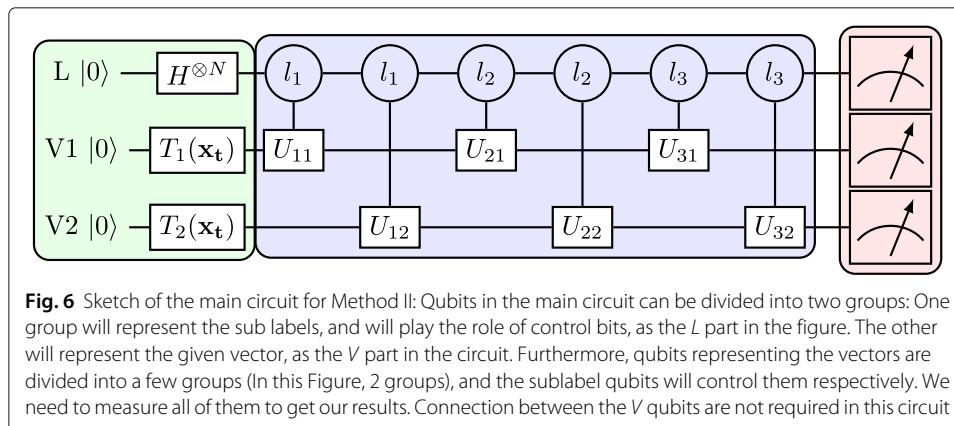 L |0⟩ H^{⊗N} l₁ l₁ l₂ l₂ l₃ l₃
V1 |0⟩ T₁(𝐱ₜ) U₁₁ U₂₁ U₃₁
V2 |0⟩ T₂(𝐱ₜ) U₁₂ U₂₂ U₃₂
Fig. 6 Sketch of the main circuit for Method II: Qubits in the main circuit can be divided into two groups: One
group will represent the sub labels, and will play the role of control bits, as the L part in the figure. The other
will represent the given vector, as the V part in the circuit. Furthermore, qubits representing the vectors are
divided into a few groups (In this Figure, 2 groups), and the sublabel qubits will control them respectively. We
need to measure all of them to get our results. Connection between the V qubits are not required in this circuit